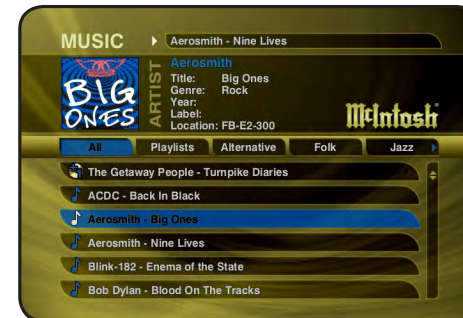 MUSIC
Aerosmith - Nine Lives
BIG
ONES
ARTIST
Aerosmith
Title: Big Ones
Genre: Rock
Year:
Label:
Location: FB-E2-300
McIntosh
All Playlists Alternative Folk Jazz
The Getaway People - Turnpike Diaries
ACDC - Back In Black
Aerosmith - Big Ones
Aerosmith - Nine Lives
Blink-182 - Enema of the State
Bob Dylan - Blood On The Tracks